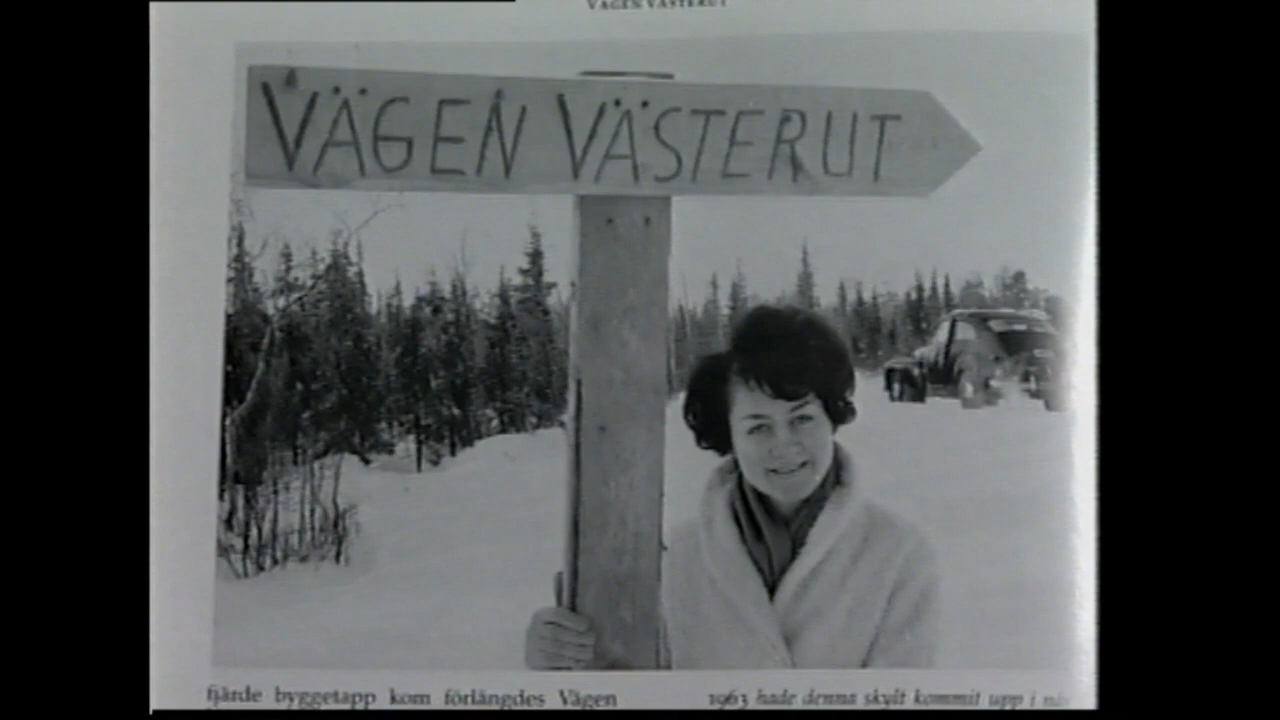 VÄGEN VÄSTERUT
VÄGEN VÄSTERUT
fjärde byggetapp kom förlängdes Vägen
1963 hade denna skylt kommit upp i